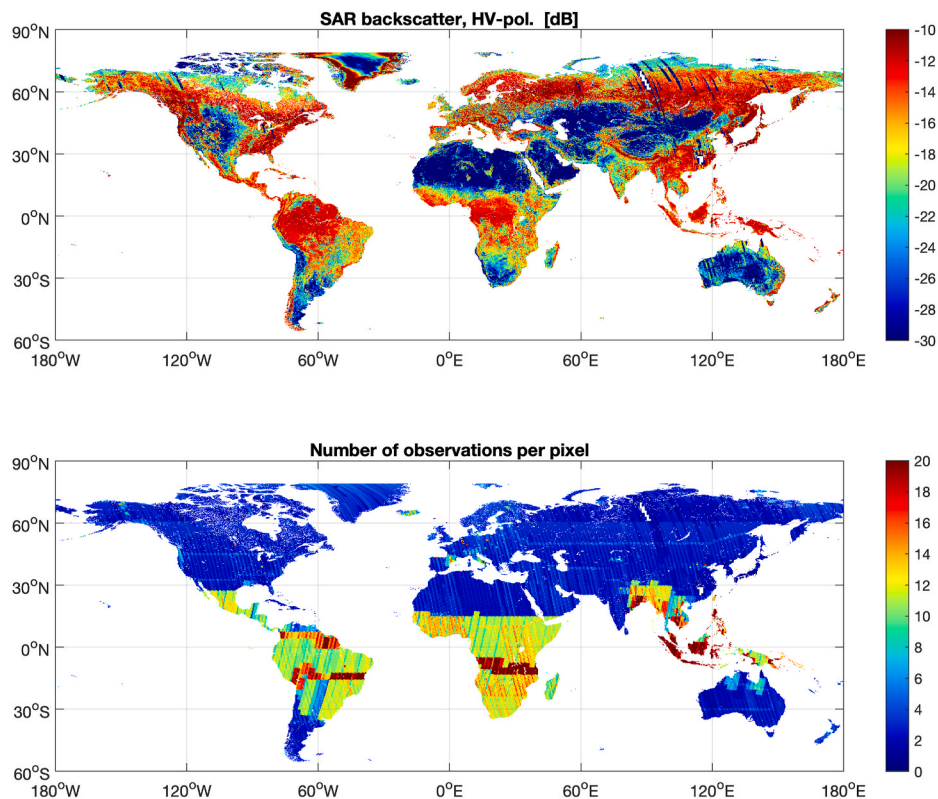 SAR backscatter, HV-pol. [dB]
90°N
60°N
30°N
0°N
30°S
60°S
180°W 120°W 60°W 0°E 60°E 120°E 180°E
-10
-12
-14
-16
-18
-20
-22
-24
-26
-28
-30
Number of observations per pixel
90°N
60°N
30°N
0°N
30°S
60°S
180°W 120°W 60°W 0°E 60°E 120°E 180°E
20
18
16
14
12
10
8
6
4
2
0